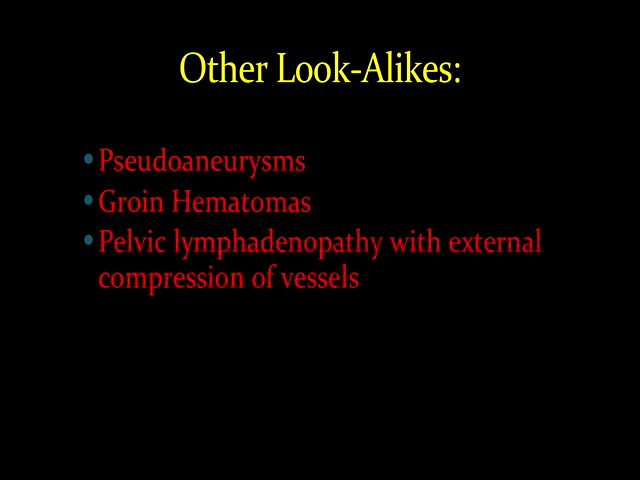 Other Look-Alikes:
• Pseudoaneurysms
• Groin Hematomas
• Pelvic lymphadenopathy with external
compression of vessels